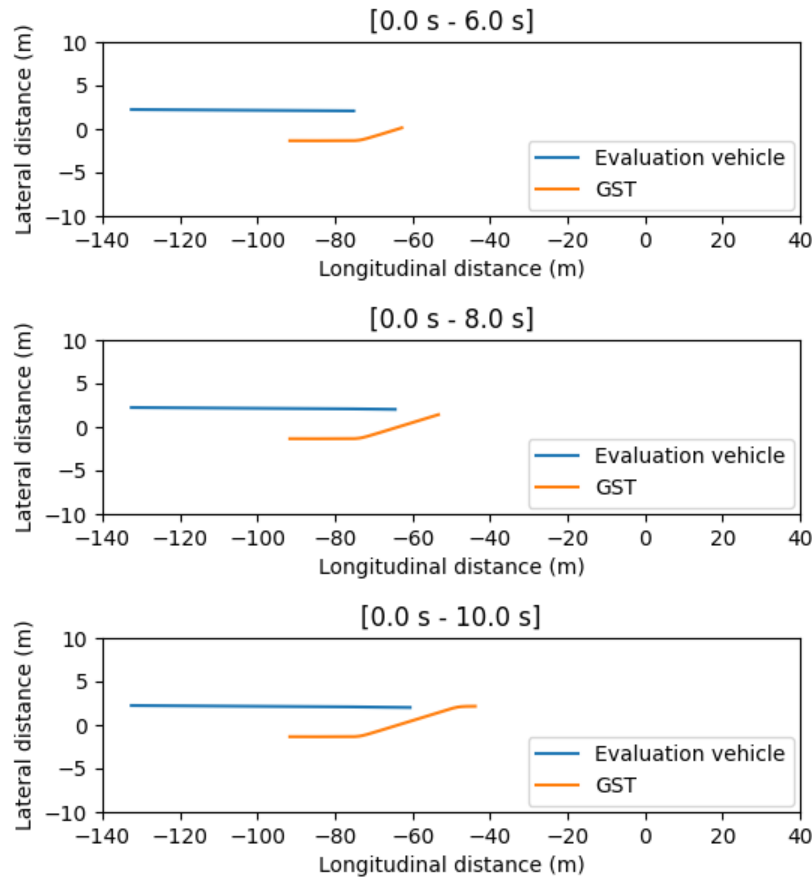 [0.0 s - 6.0 s]
Lateral distance (m)
10
5
0
−5
−10
Evaluation vehicle
GST
−140 −120 −100 −80 −60 −40 −20 0 20 40
Longitudinal distance (m)
[0.0 s - 8.0 s]
Lateral distance (m)
10
5
0
−5
−10
Evaluation vehicle
GST
−140 −120 −100 −80 −60 −40 −20 0 20 40
Longitudinal distance (m)
[0.0 s - 10.0 s]
Lateral distance (m)
10
5
0
−5
−10
Evaluation vehicle
GST
−140 −120 −100 −80 −60 −40 −20 0 20 40
Longitudinal distance (m)